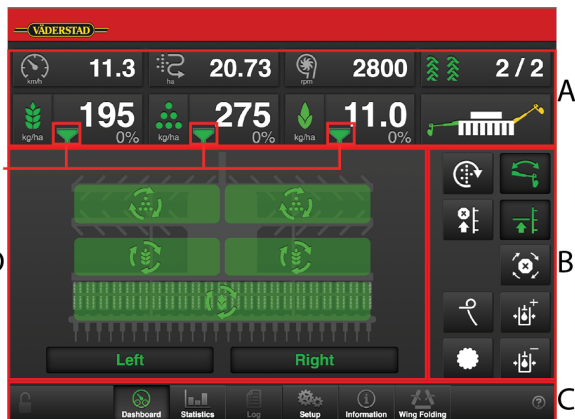 VÄDERSTAD
km/h 11.3 ha 20.73 rpm 2800 2 / 2
A
kg/ha 195 0% kg/ha 275 0% kg/ha 11.0 0%
B
Left Right
C
Dashboard Statistics Log Setup Information Wing Folding ?